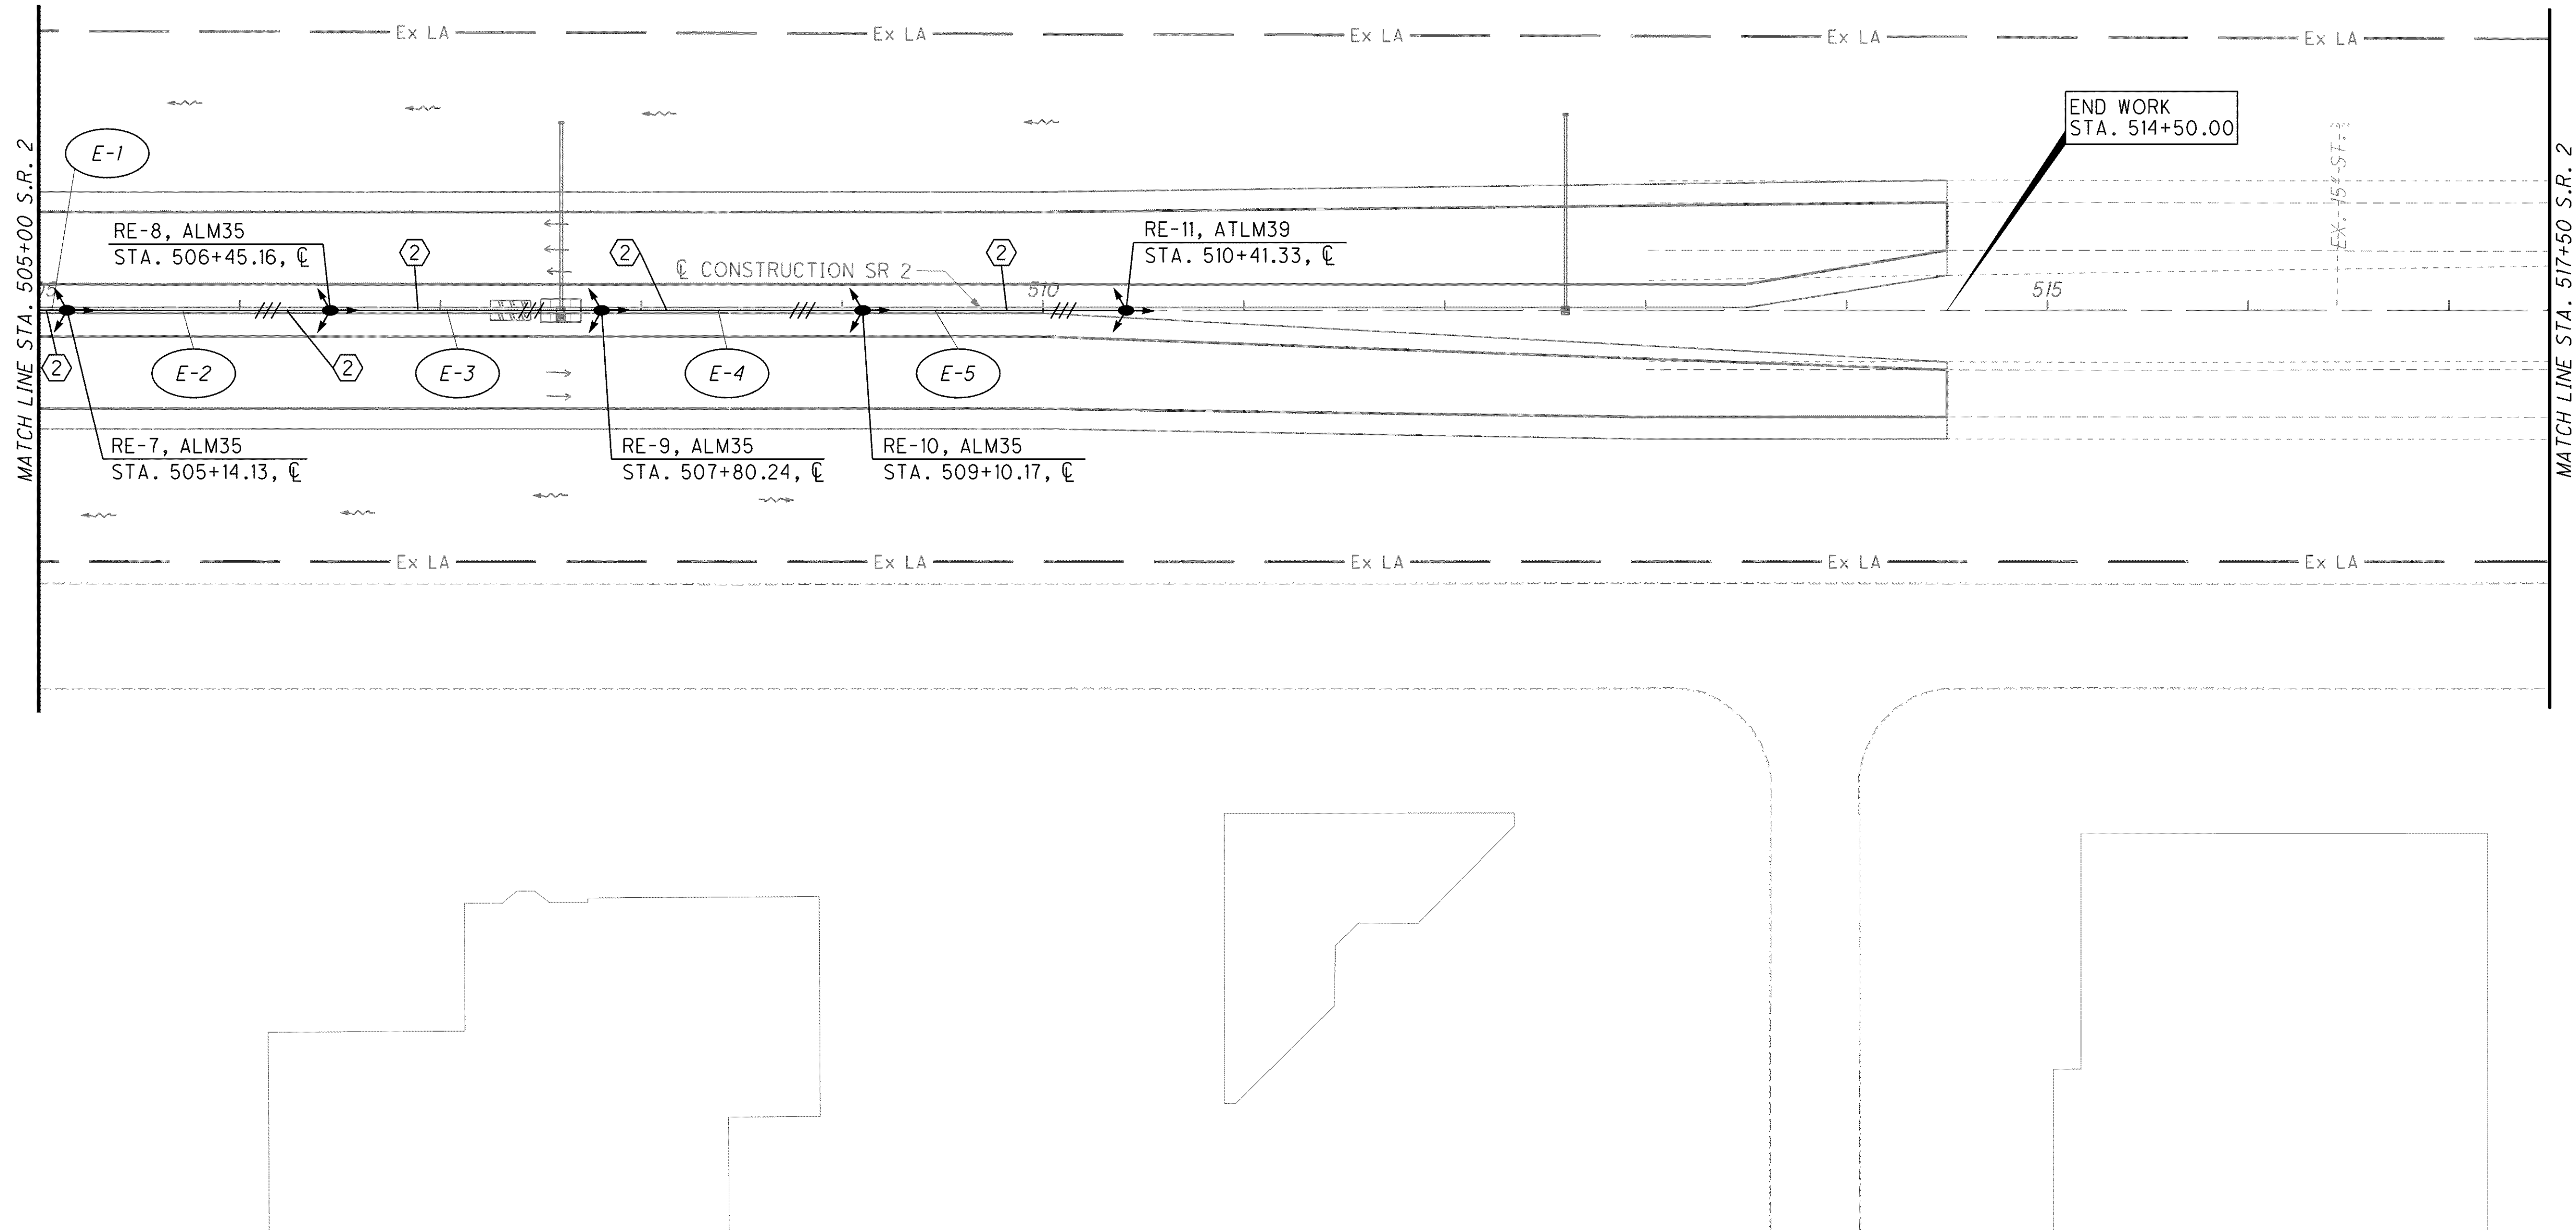 Ex LA
Ex LA
Ex LA
Ex LA
Ex LA
MATCH LINE STA. 505+00 S.R. 2
MATCH LINE STA. 517+50 S.R. 2
END WORK
STA. 514+50.00
E-1
RE-8, ALM35
STA. 506+45.16, ℄
2
2
℄ CONSTRUCTION SR 2
2
RE-11, ATLM39
STA. 510+41.33, ℄
510
515
2
E-2
2
E-3
E-4
E-5
RE-7, ALM35
STA. 505+14.13, ℄
RE-9, ALM35
STA. 507+80.24, ℄
RE-10, ALM35
STA. 509+10.17, ℄
Ex LA
Ex LA
Ex LA
Ex LA
Ex LA